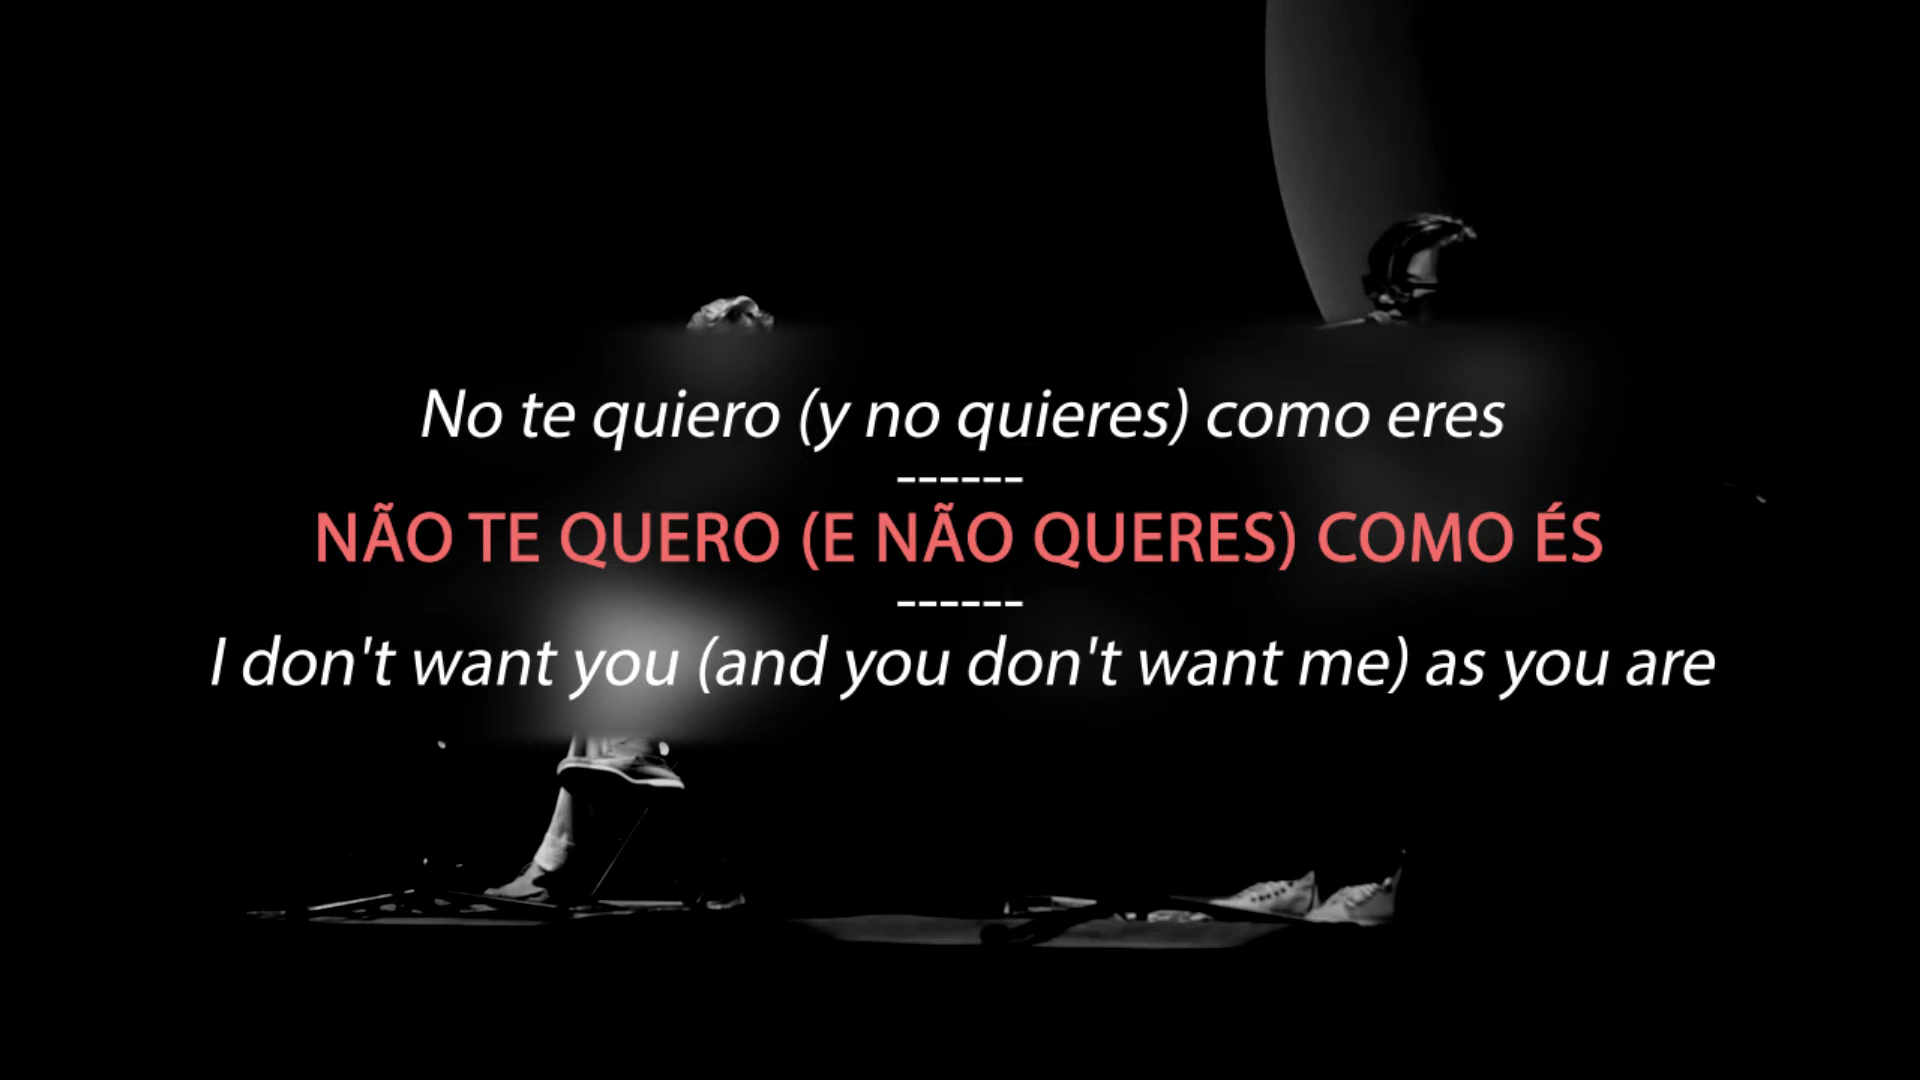 No te quiero (y no quieres) como eres
------
NÃO TE QUERO (E NÃO QUERES) COMO ÉS
------
I don't want you (and you don't want me) as you are